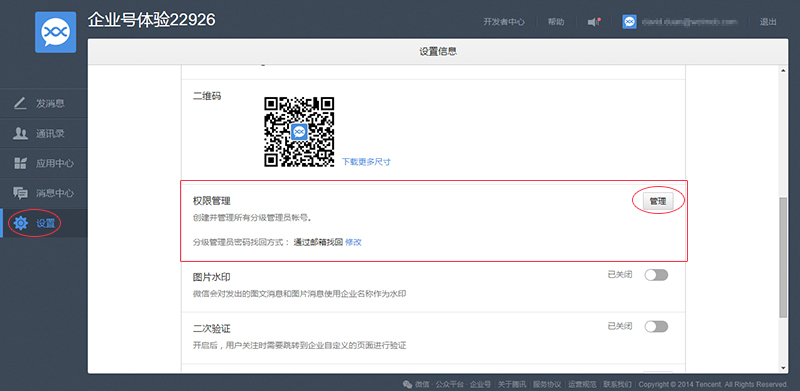 企业号体验22926
开发者中心 帮助 退出
设置信息
发消息
通讯录
应用中心
消息中心
设置
二维码
下载更多尺寸
权限管理
管理
创建并管理所有分级管理员帐号。
分级管理员密码找回方式： 通过邮箱找回 修改
图片水印
已关闭
微信会对发出的图文消息和图片消息使用企业名称作为水印
二次验证
已关闭
开启后，用户关注时需要跳转到企业自定义的页面进行验证
微信·公众平台·企业号 关于腾讯 服务协议 运营规范 联系我们 Copyright © 2014 Tencent. All Rights Reserved.